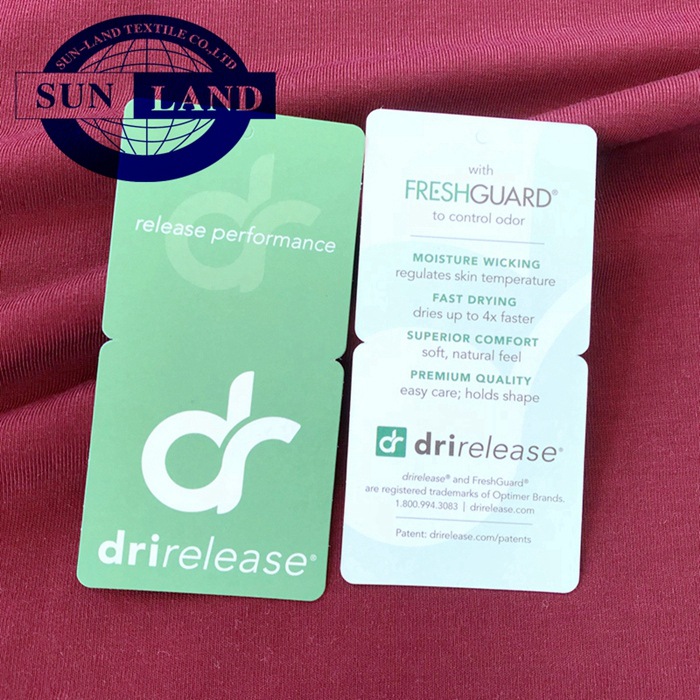 SUN-LAND TEXTILE CO.,LTD
SUN LAND
dr
release performance
dr
drirelease®
with
FRESHGUARD®
to control odor
MOISTURE WICKING
regulates skin temperature
FAST DRYING
dries up to 4x faster
SUPERIOR COMFORT
soft, natural feel
PREMIUM QUALITY
easy care; holds shape
dr drirelease®
drirelease® and FreshGuard®
are registered trademarks of Optimer Brands.
1.800.994.3083 | drirelease.com
Patent: drirelease.com/patents